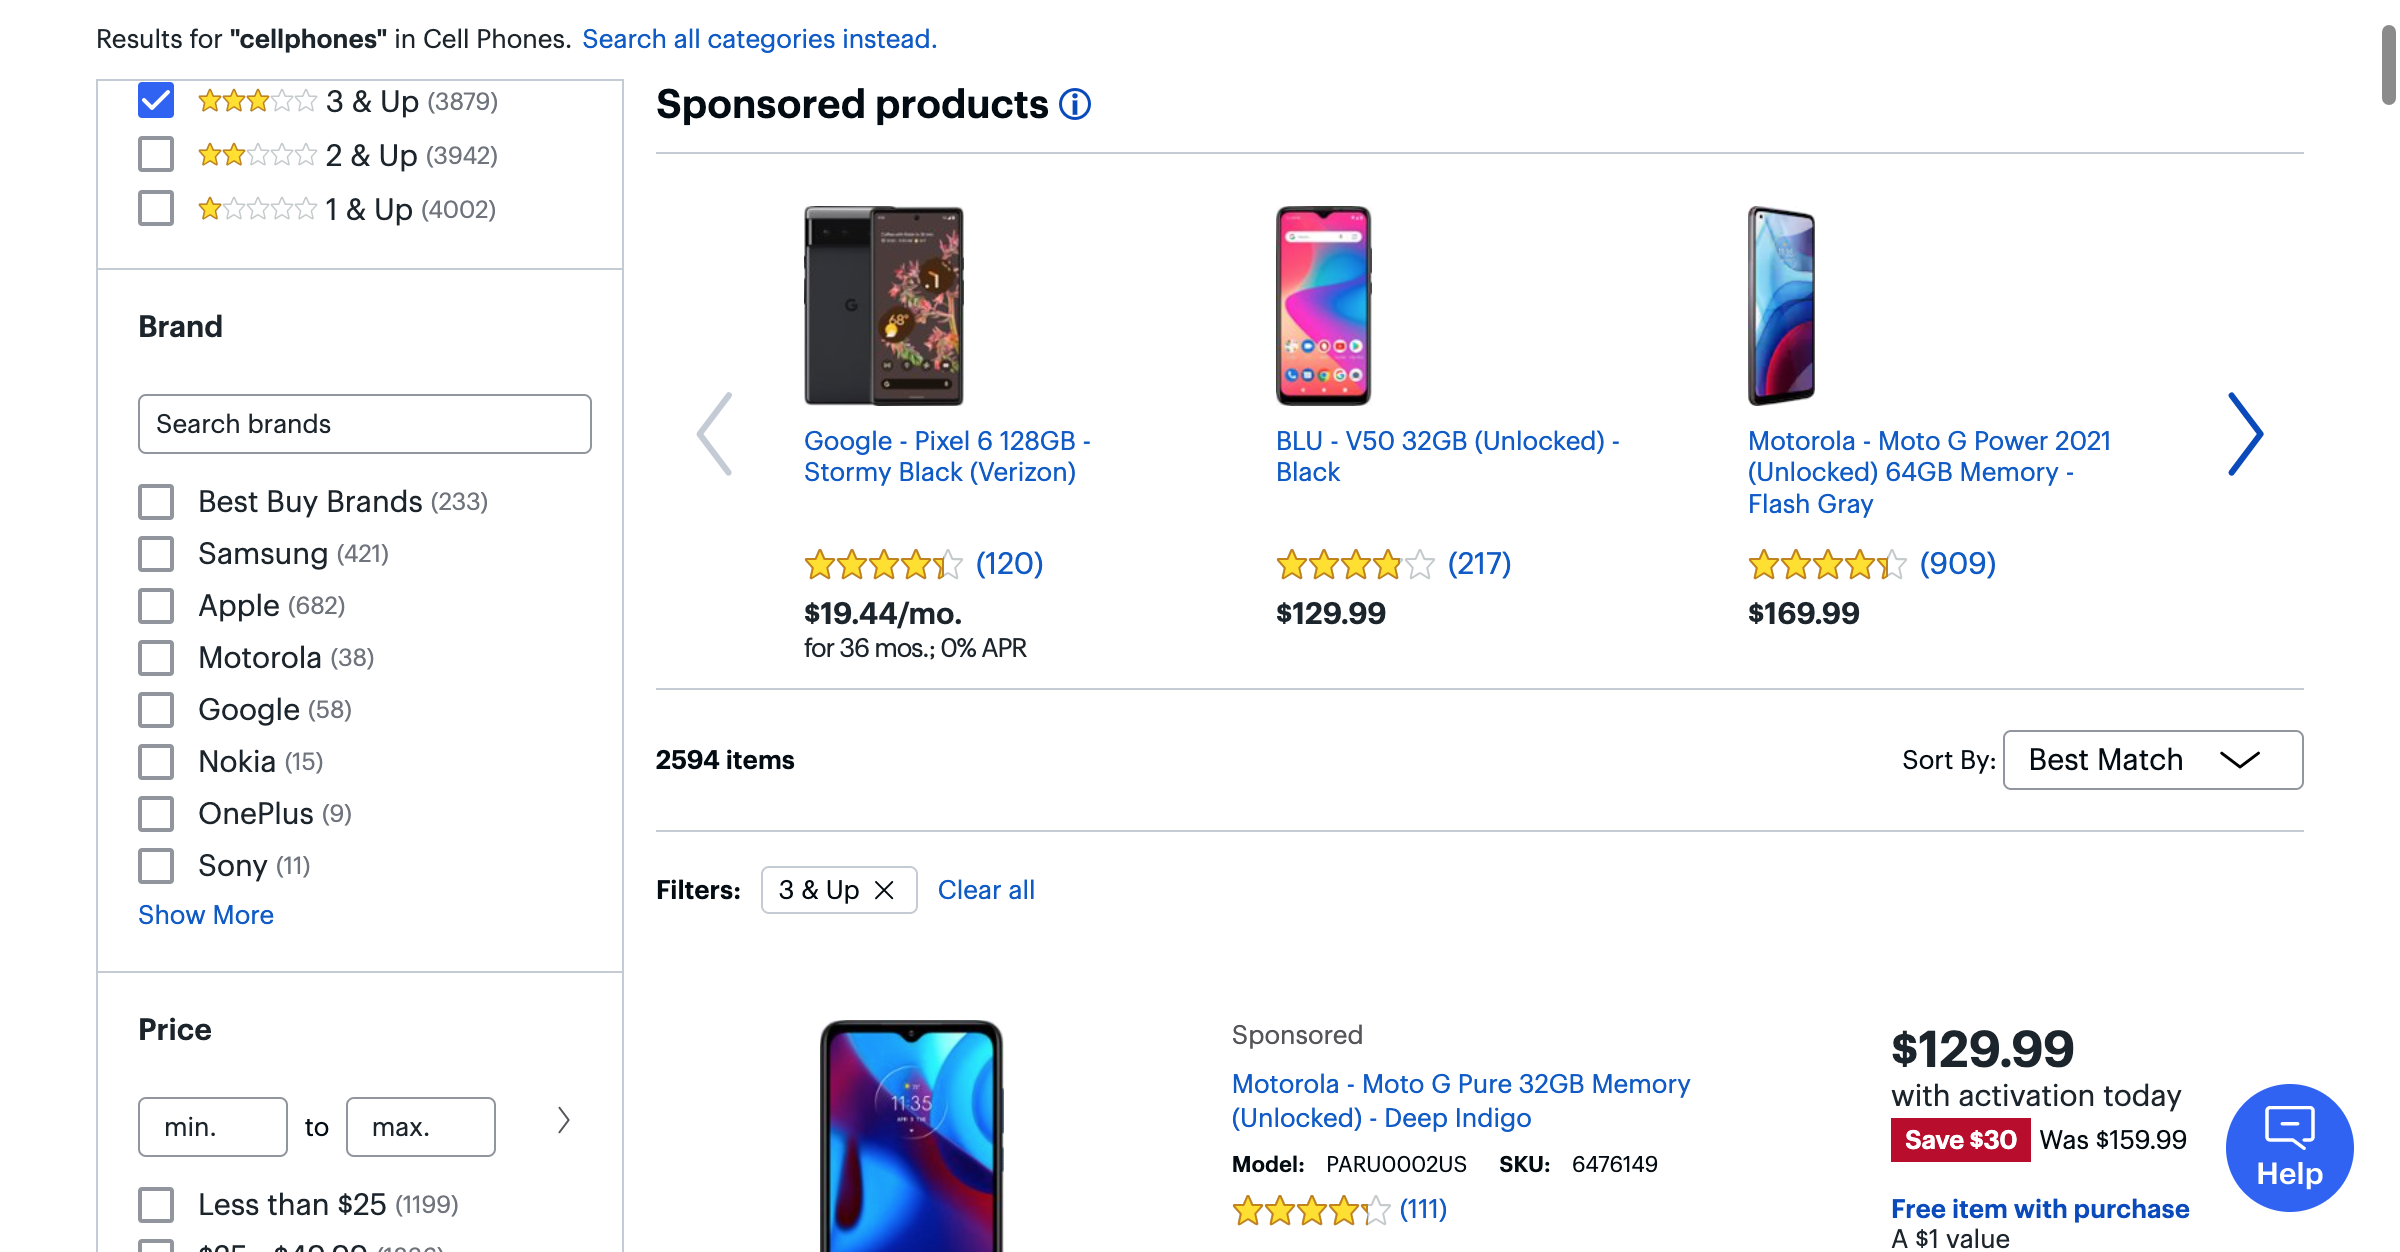 Results for "cellphones" in Cell Phones. Search all categories instead.
3 & Up (3879)
2 & Up (3942)
1 & Up (4002)
Brand
Search brands
Best Buy Brands (233)
Samsung (421)
Apple (682)
Motorola (38)
Google (58)
Nokia (15)
OnePlus (9)
Sony (11)
Show More
Price
min. to max.
Less than $25 (1199)
Sponsored products
Google - Pixel 6 128GB -
Stormy Black (Verizon)
(120)
$19.44/mo.
for 36 mos.; 0% APR
BLU - V50 32GB (Unlocked) -
Black
(217)
$129.99
Motorola - Moto G Power 2021
(Unlocked) 64GB Memory -
Flash Gray
(909)
$169.99
2594 items
Sort By: Best Match
Filters: 3 & Up Clear all
11:35
Sponsored
Motorola - Moto G Pure 32GB Memory
(Unlocked) - Deep Indigo
Model: PARU0002US SKU: 6476149
(111)
$129.99
with activation today
Save $30 Was $159.99
Free item with purchase
A $1 value
Help